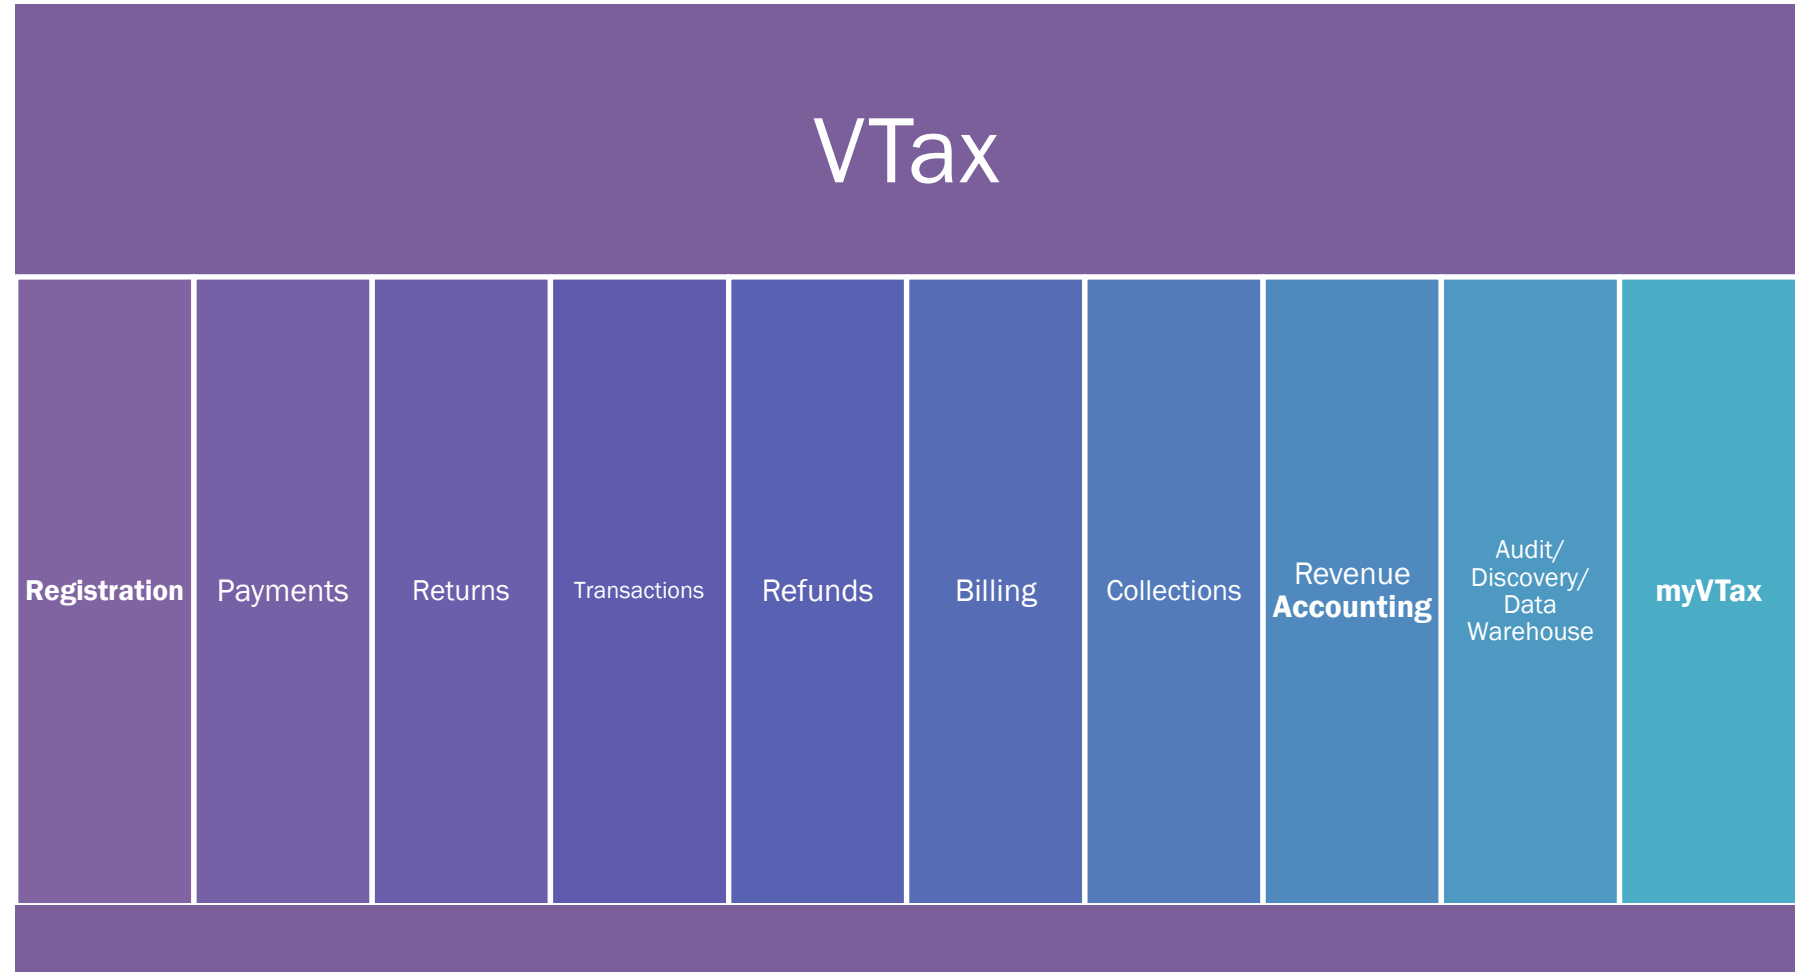 VTax
Registration
Payments
Returns
Transactions
Refunds
Billing
Collections
Revenue
Accounting
Audit/
Discovery/
Data
Warehouse
myVTax